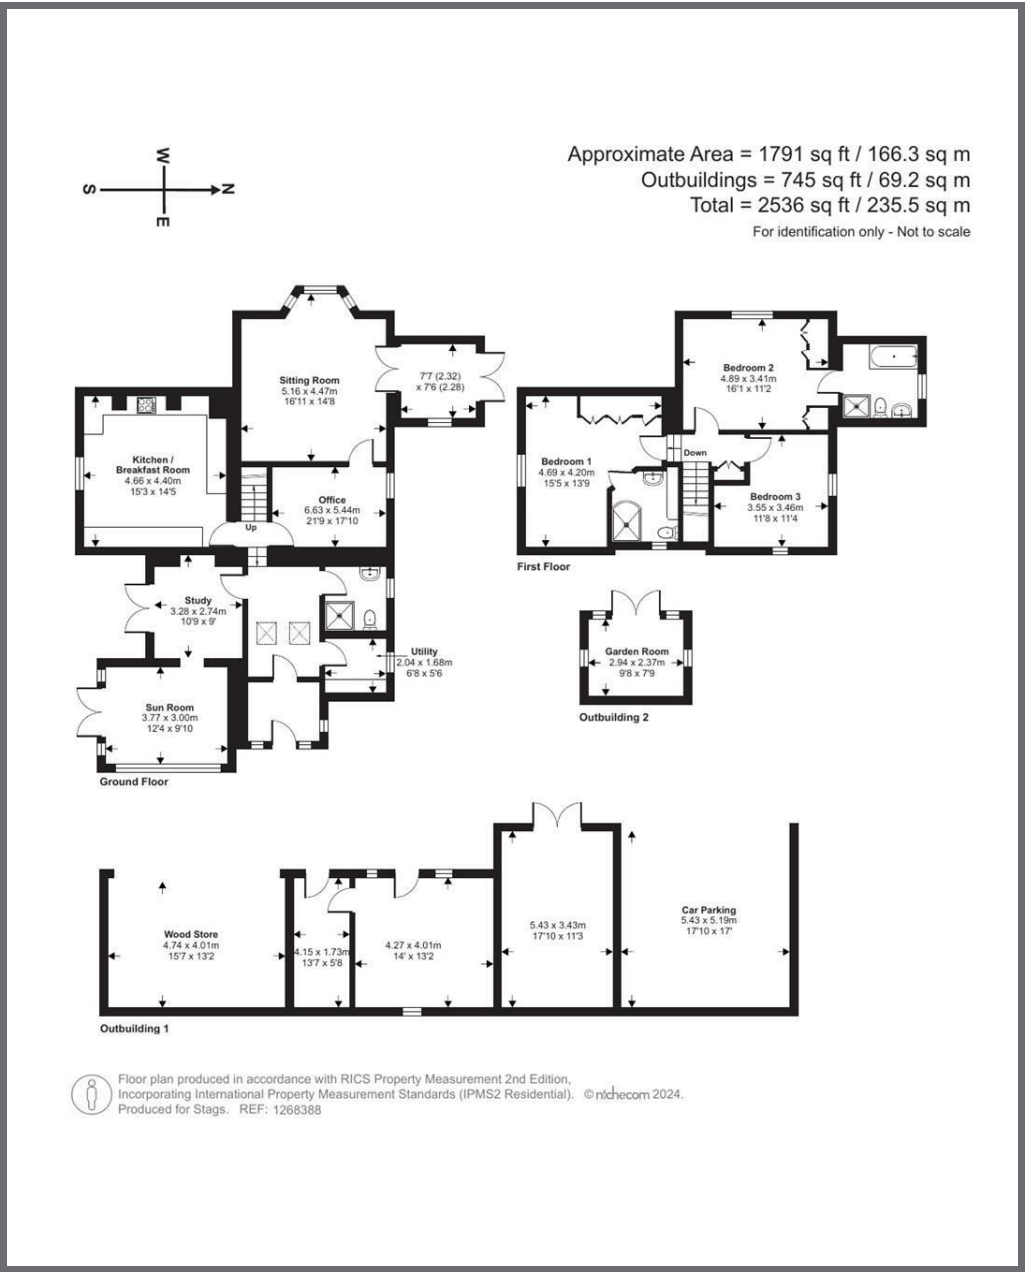 W
S
N
E
Approximate Area = 1791 sq ft / 166.3 sq m
Outbuildings = 745 sq ft / 69.2 sq m
Total = 2536 sq ft / 235.5 sq m
For identification only - Not to scale
Sitting Room
5.16 x 4.47m
16'11 x 14'8
7'7 (2.32)
x 7'6 (2.28)
Kitchen /
Breakfast Room
4.66 x 4.40m
15'3 x 14'5
Office
6.63 x 5.44m
21'9 x 17'10
Up
Study
3.28 x 2.74m
10'9 x 9'
Utility
2.04 x 1.68m
6'8 x 5'6
Sun Room
3.77 x 3.00m
12'4 x 9'10
Ground Floor
Bedroom 2
4.89 x 3.41m
16'1 x 11'2
Bedroom 1
4.69 x 4.20m
15'5 x 13'9
Down
Bedroom 3
3.55 x 3.46m
11'8 x 11'4
First Floor
Garden Room
2.94 x 2.37m
9'8 x 7'9
Outbuilding 2
Wood Store
4.74 x 4.01m
15'7 x 13'2
4.15 x 1.73m
13'7 x 5'8
4.27 x 4.01m
14' x 13'2
5.43 x 3.43m
17'10 x 11'3
Car Parking
5.43 x 5.19m
17'10 x 17'
Outbuilding 1
Floor plan produced in accordance with RICS Property Measurement 2nd Edition,
Incorporating International Property Measurement Standards (IPMS2 Residential). © nichecom 2024.
Produced for Stags. REF: 1268388